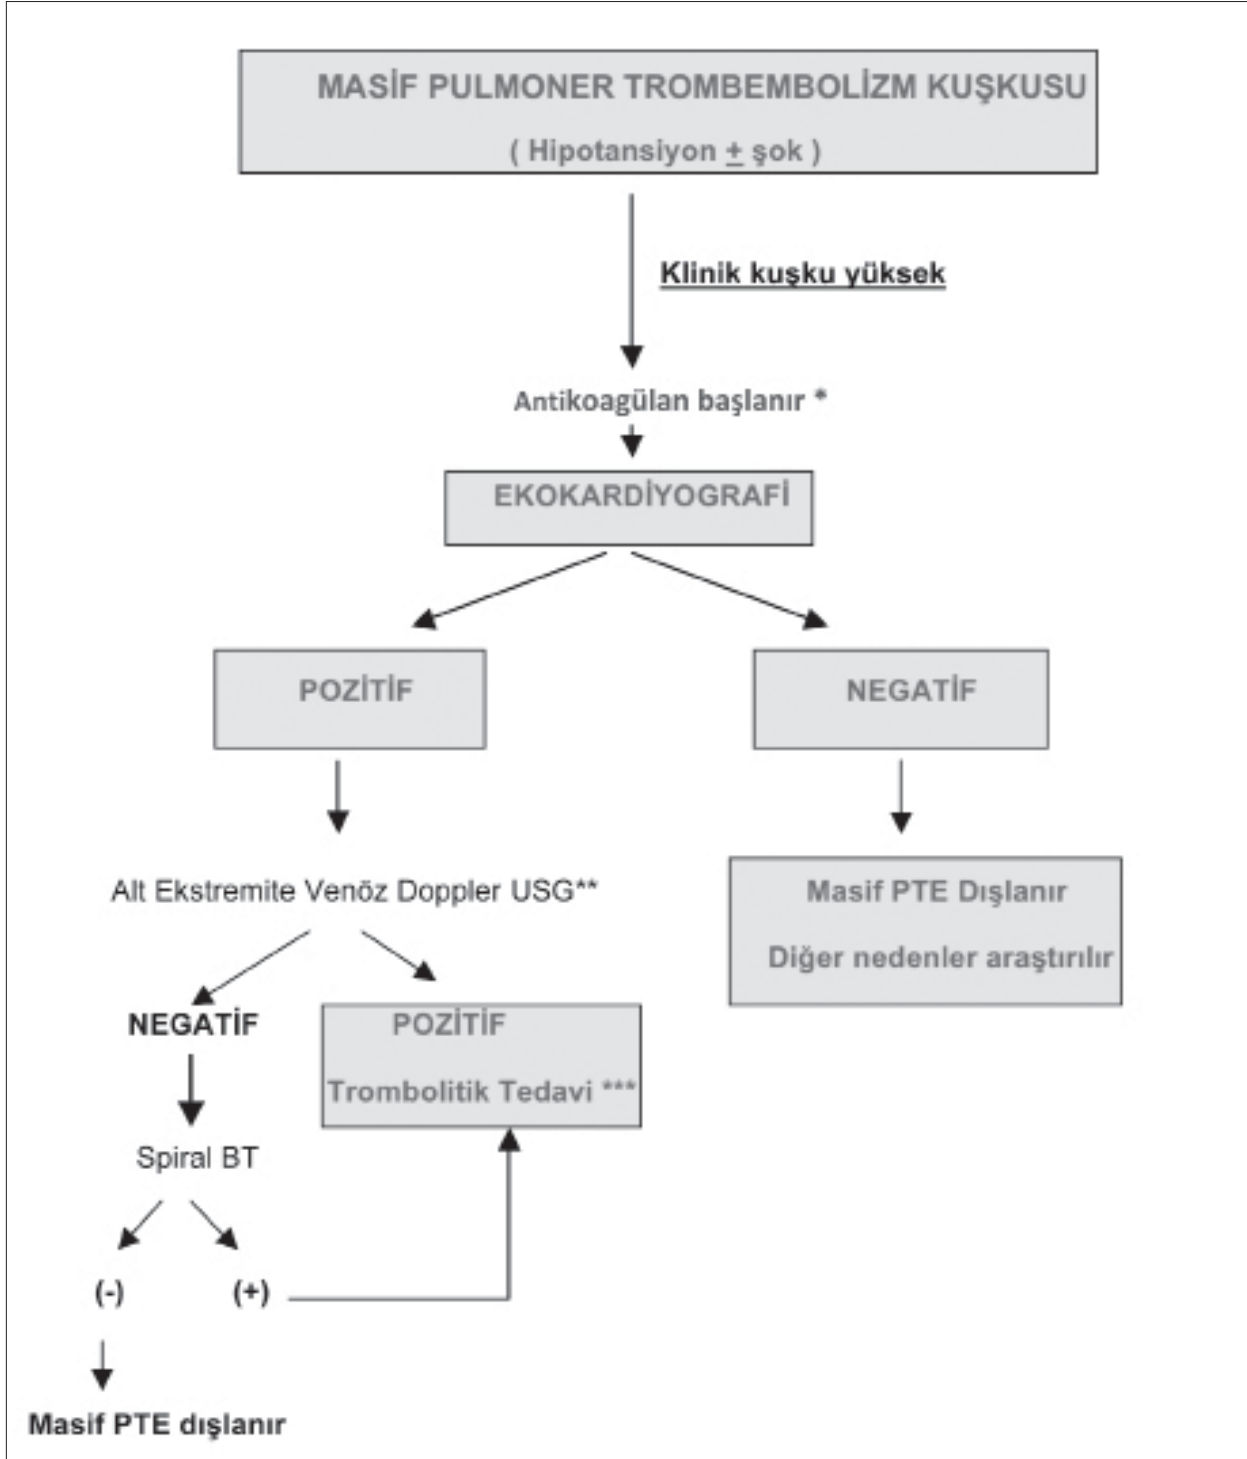 MASİF PULMONER TROMBEMBOLİZM KUŞKUSU
( Hipotansiyon ± şok )
Klinik kuşku yüksek
Antikoagülan başlanır *
EKOKARDİYOGRAFİ
POZİTİF
NEGATİF
Alt Ekstremite Venöz Doppler USG**
Masif PTE Dışlanır
Diğer nedenler araştırılır
NEGATİF
POZİTİF
Trombolitik Tedavi ***
Spiral BT
(-)
(+)
Masif PTE dışlanır